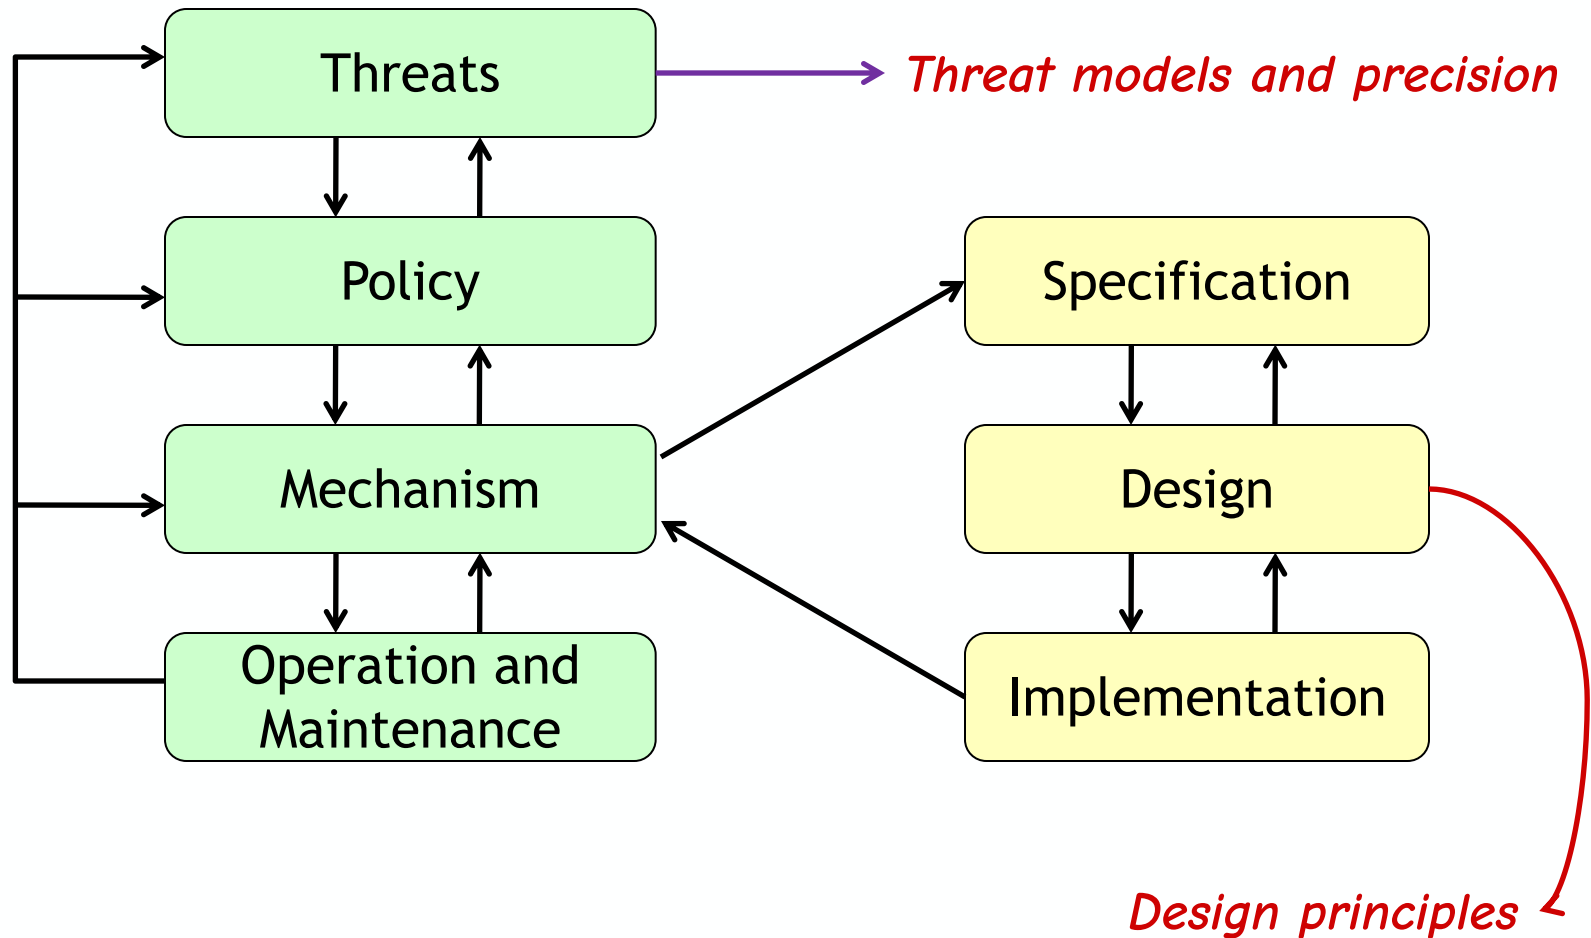 Threats
Threat models and precision
Policy
Specification
Mechanism
Design
Operation and
Maintenance
Implementation
Design principles